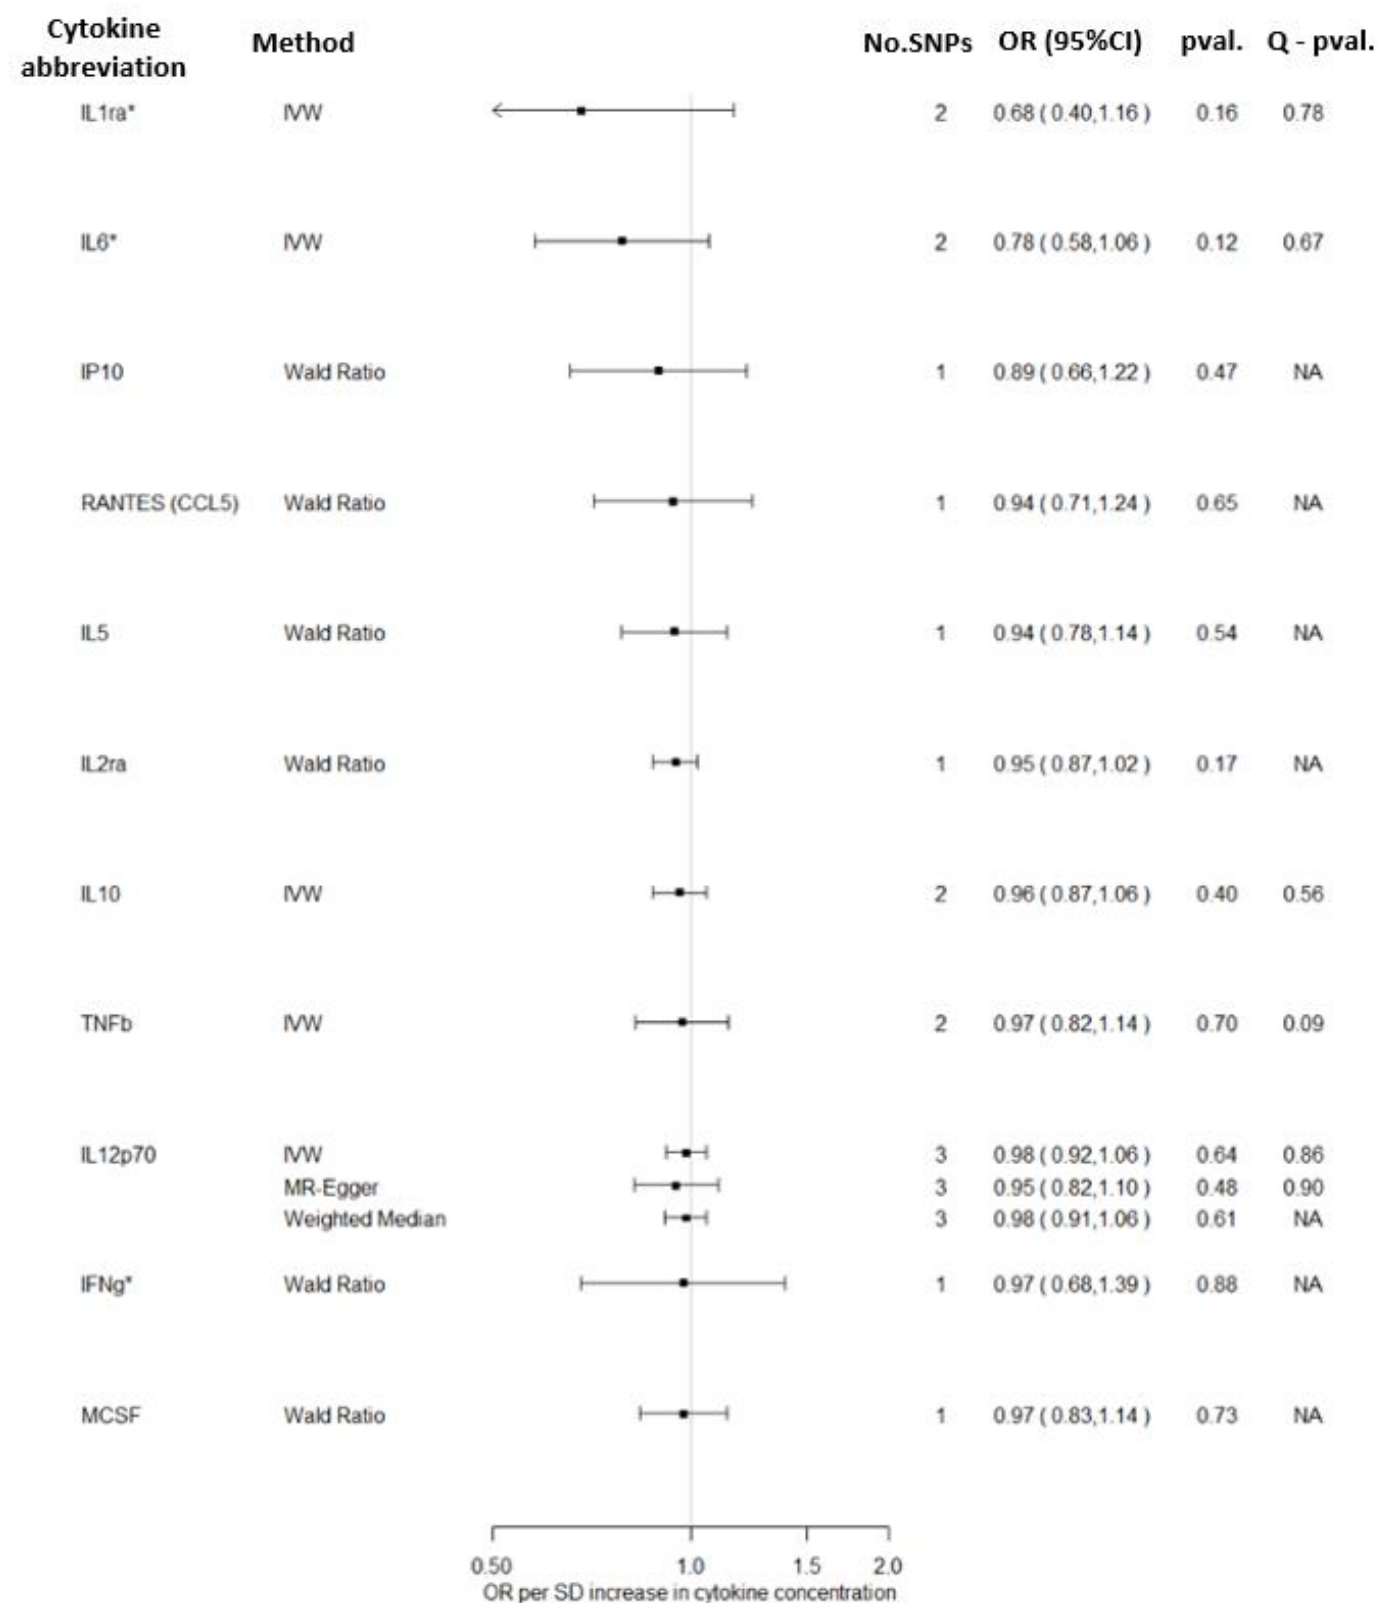 Cytokine abbreviation Method No.SNPs OR (95%CI) pval. Q - pval.
IL1ra* IVW 2 0.68 ( 0.40,1.16 ) 0.16 0.78
IL6* IVW 2 0.78 ( 0.58,1.06 ) 0.12 0.67
IP10 Wald Ratio 1 0.89 ( 0.66,1.22 ) 0.47 NA
RANTES (CCL5) Wald Ratio 1 0.94 ( 0.71,1.24 ) 0.65 NA
IL5 Wald Ratio 1 0.94 ( 0.78,1.14 ) 0.54 NA
IL2ra Wald Ratio 1 0.95 ( 0.87,1.02 ) 0.17 NA
IL10 IVW 2 0.96 ( 0.87,1.06 ) 0.40 0.56
TNFb IVW 2 0.97 ( 0.82,1.14 ) 0.70 0.09
IL12p70 IVW 3 0.98 ( 0.92,1.06 ) 0.64 0.86
MR-Egger 3 0.95 ( 0.82,1.10 ) 0.48 0.90
Weighted Median 3 0.98 ( 0.91,1.06 ) 0.61 NA
IFNg* Wald Ratio 1 0.97 ( 0.68,1.39 ) 0.88 NA
MCSF Wald Ratio 1 0.97 ( 0.83,1.14 ) 0.73 NA
0.50 1.0 1.5 2.0
OR per SD increase in cytokine concentration